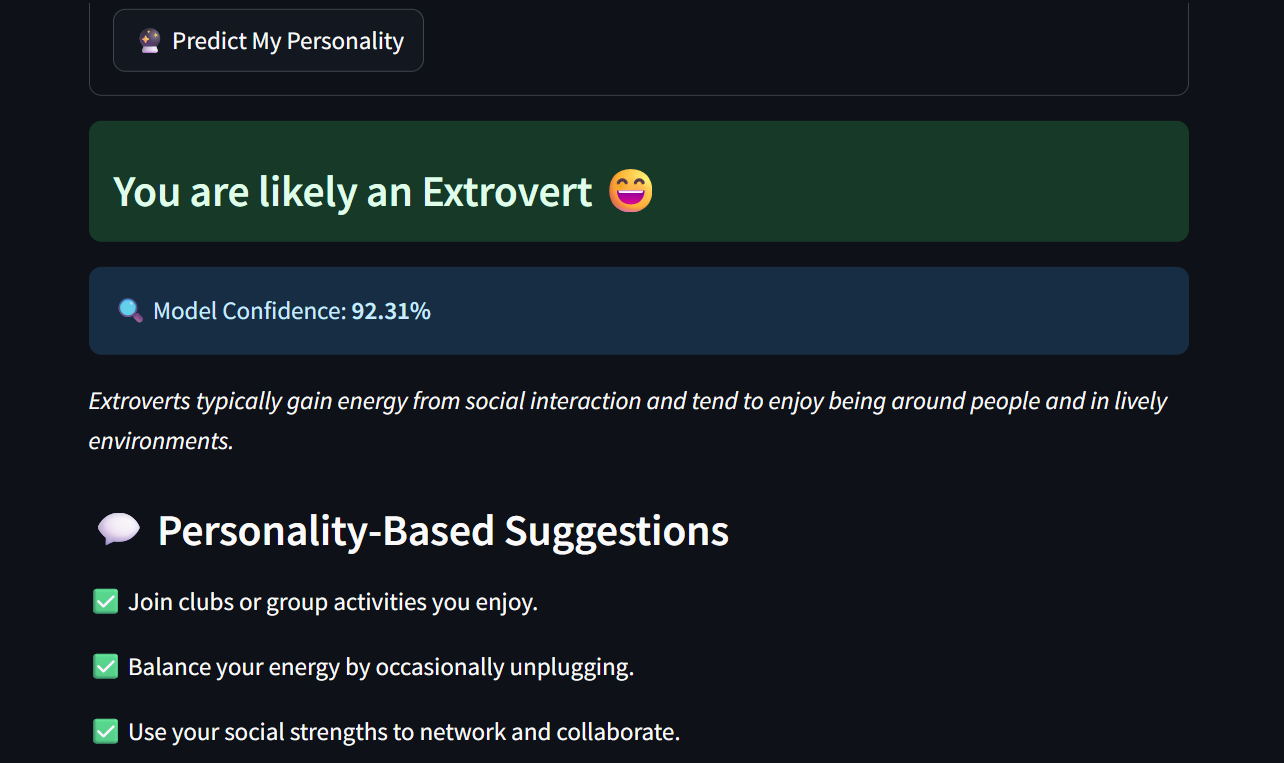 🔮 Predict My Personality
You are likely an Extrovert 😄
🔍 Model Confidence: 92.31%
Extroverts typically gain energy from social interaction and tend to enjoy being around people and in lively
environments.
💬 Personality-Based Suggestions
✅ Join clubs or group activities you enjoy.
✅ Balance your energy by occasionally unplugging.
✅ Use your social strengths to network and collaborate.